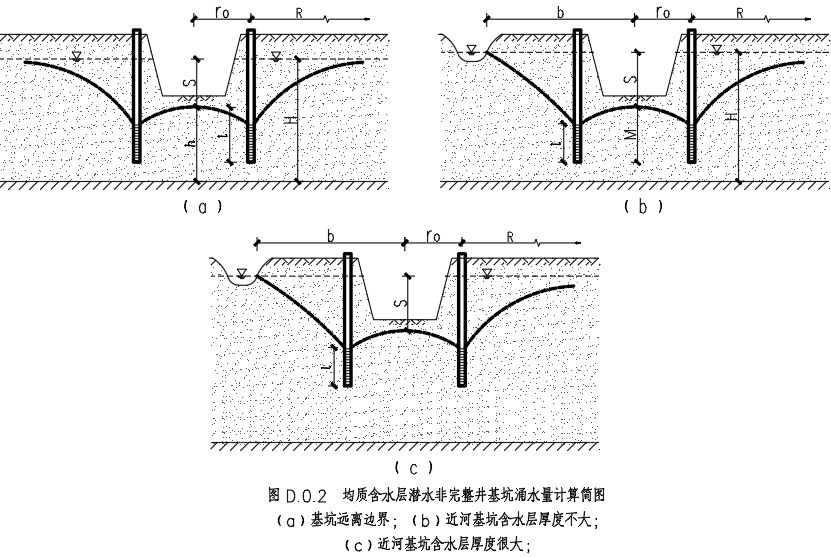 r₀ R
S
h
l
H
(a)
b r₀ R
S
l
M
H
(b)
b r₀ R
S
l
(c)
图 D.0.2 均质含水层潜水非完整井基坑涌水量计算简图
(a)基坑远离边界；(b)近河基坑含水层厚度不大；
(c)近河基坑含水层厚度很大；